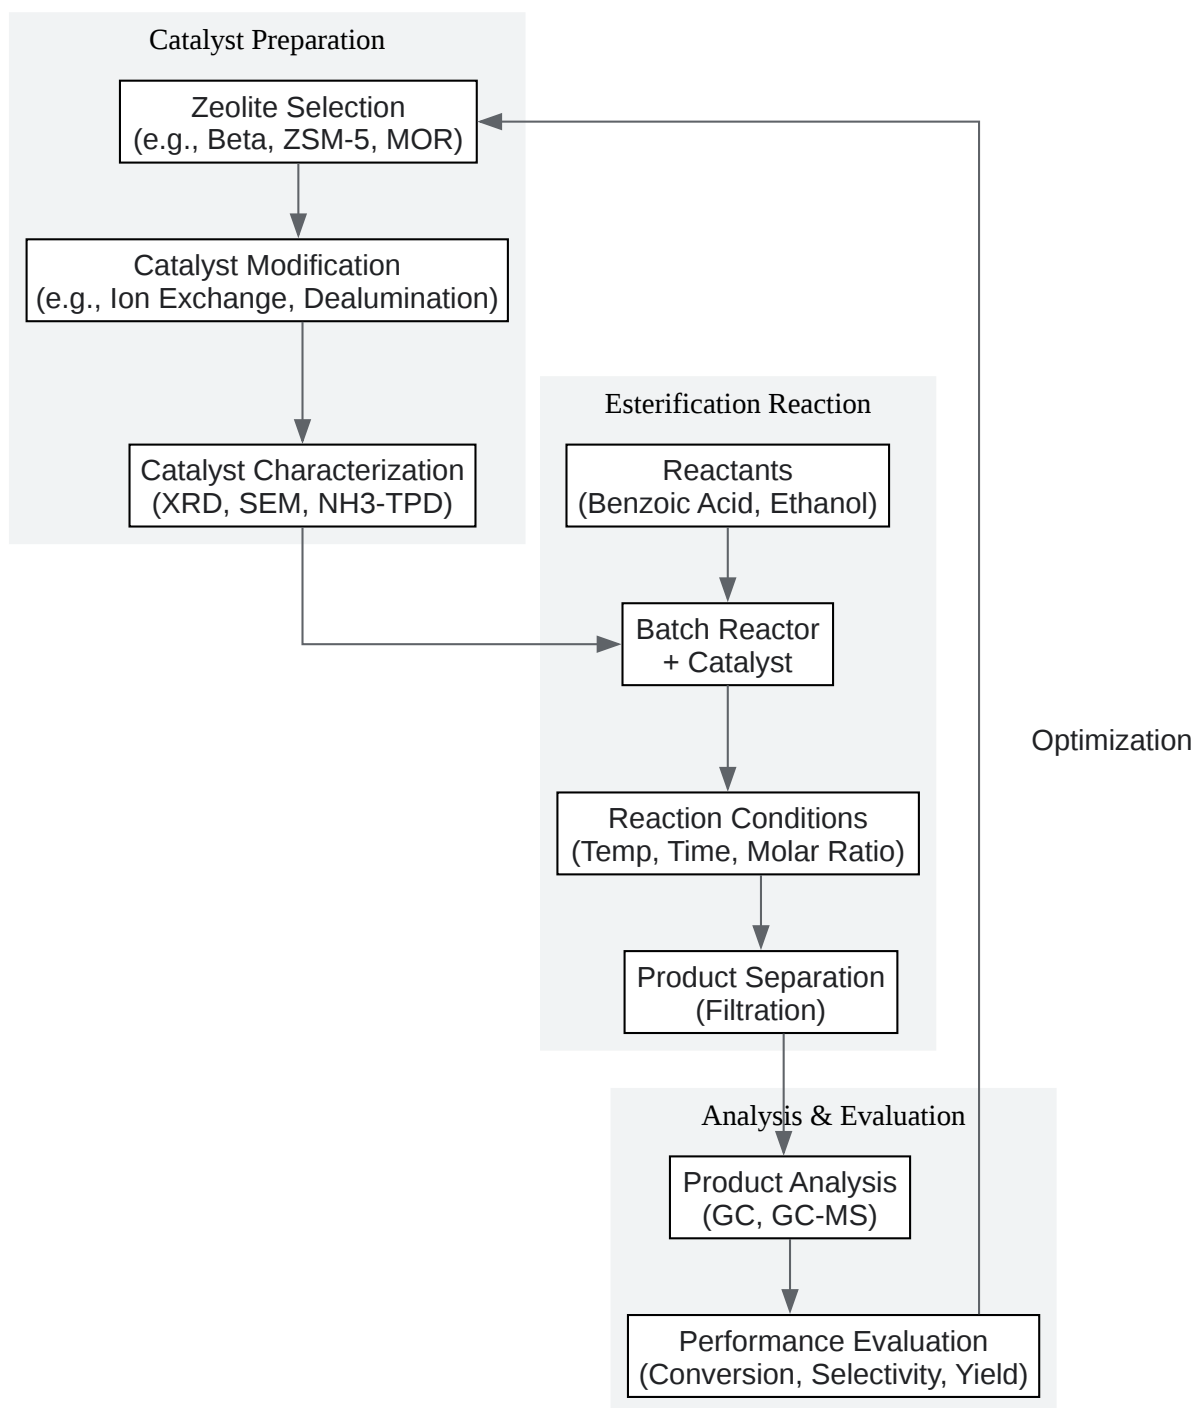 Catalyst Preparation
Zeolite Selection
(e.g., Beta, ZSM-5, MOR)
Catalyst Modification
(e.g., Ion Exchange, Dealumination)
Catalyst Characterization
(XRD, SEM, NH3-TPD)
Esterification Reaction
Reactants
(Benzoic Acid, Ethanol)
Batch Reactor
+ Catalyst
Reaction Conditions
(Temp, Time, Molar Ratio)
Product Separation
(Filtration)
Optimization
Analysis & Evaluation
Product Analysis
(GC, GC-MS)
Performance Evaluation
(Conversion, Selectivity, Yield)